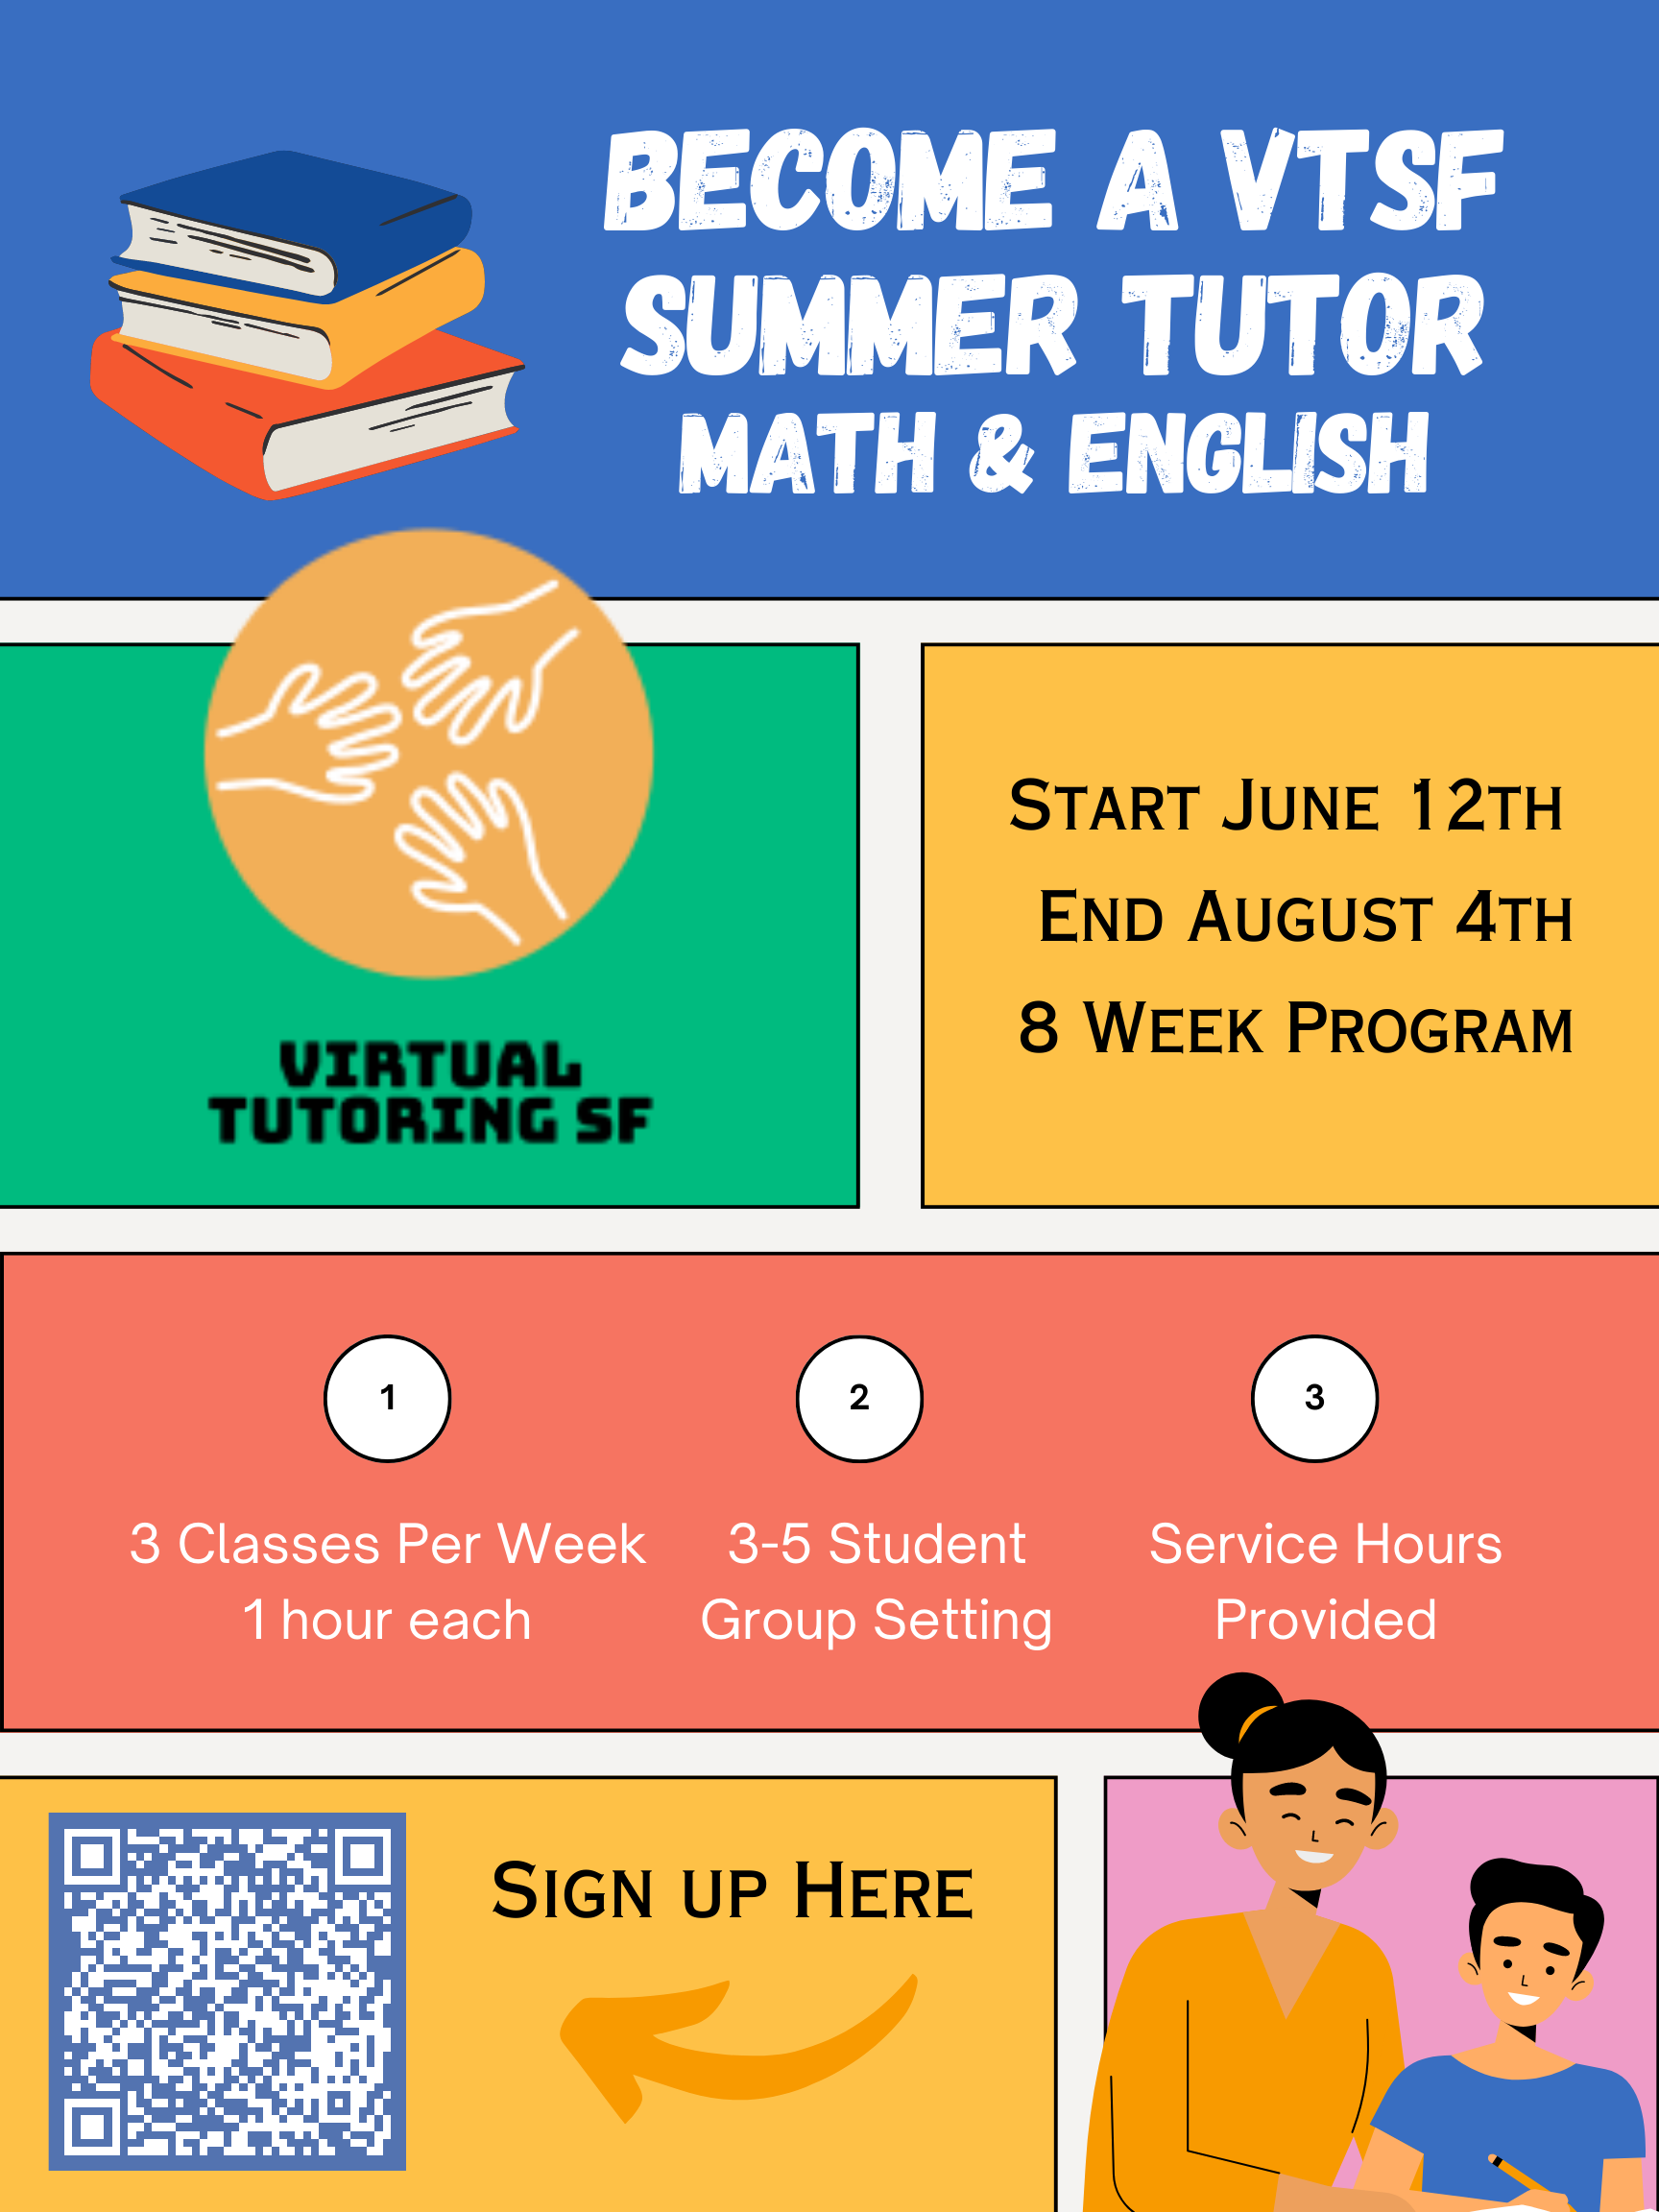 BECOME A VTSF
SUMMER TUTOR
MATH & ENGLISH
VIRTUAL
TUTORING SF
START JUNE 12TH
END AUGUST 4TH
8 WEEK PROGRAM
1
3 Classes Per Week
1 hour each
2
3-5 Student
Group Setting
3
Service Hours
Provided
SIGN UP HERE